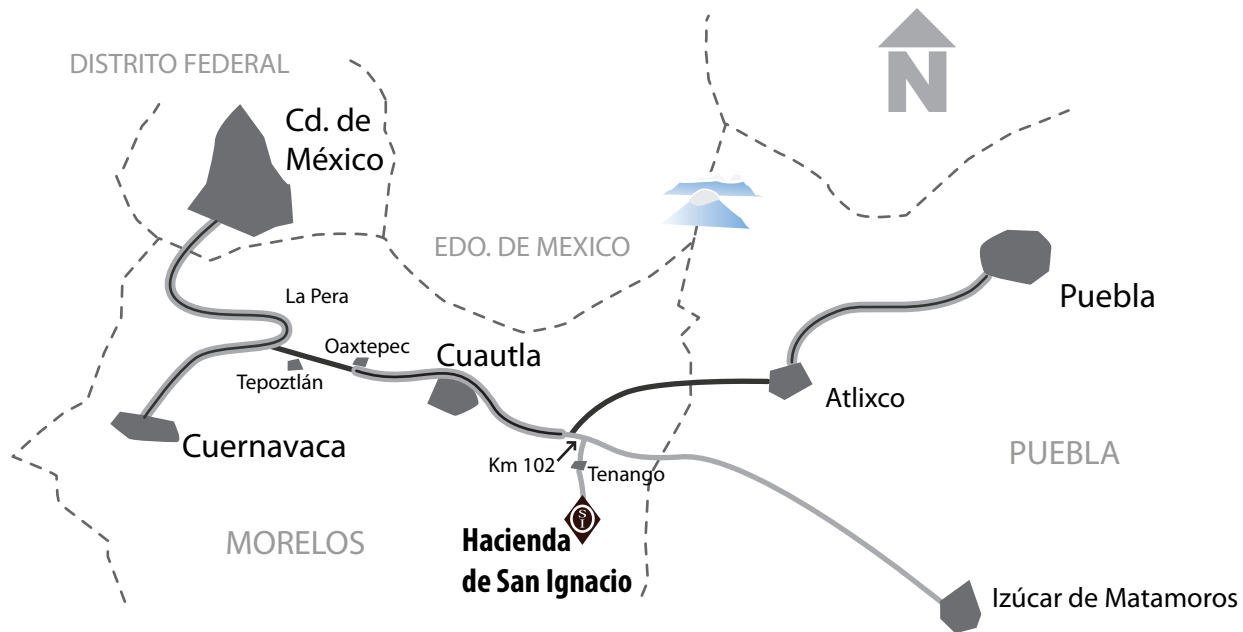 DISTRITO FEDERAL
N
Cd. de
México
EDO. DE MEXICO
La Pera
Puebla
Oaxtepec
Cuautla
Tepoztlán
Atlixco
Cuernavaca
Km 102
Tenango
PUEBLA
SI
Hacienda
de San Ignacio
MORELOS
Izúcar de Matamoros